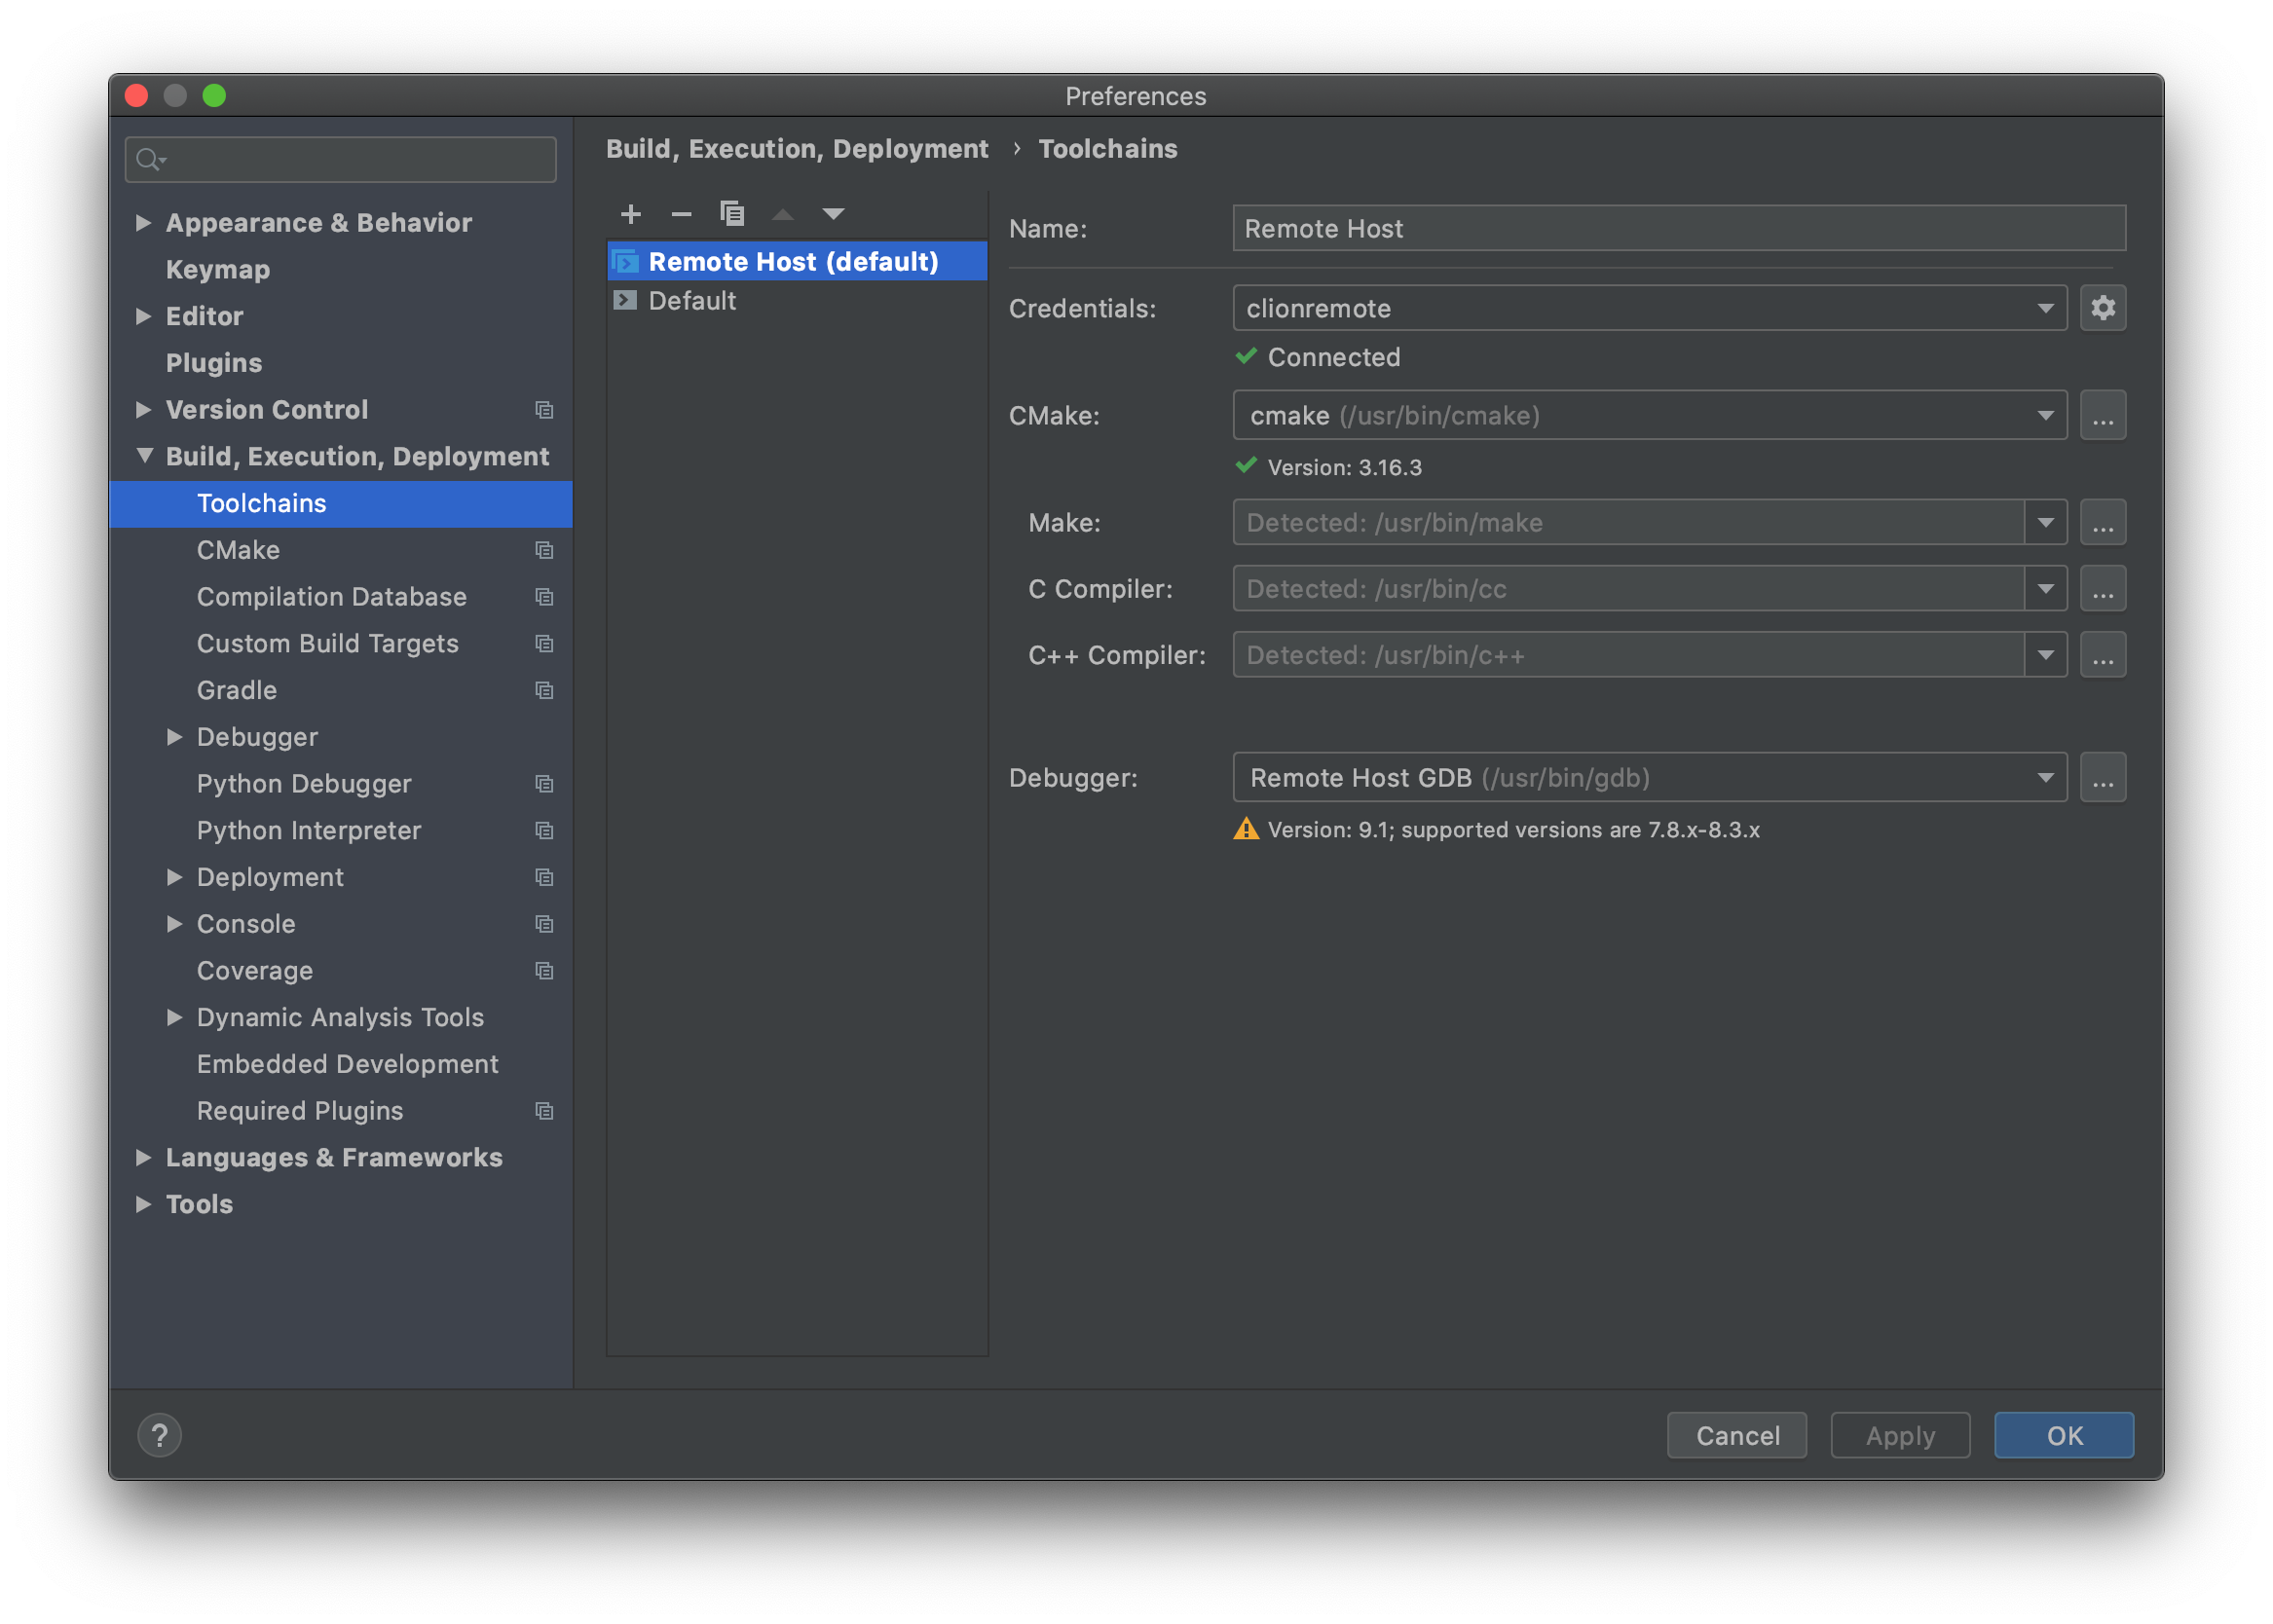 Preferences
Build, Execution, Deployment › Toolchains
Appearance & Behavior
Keymap
Editor
Plugins
Version Control
Build, Execution, Deployment
Toolchains
CMake
Compilation Database
Custom Build Targets
Gradle
Debugger
Python Debugger
Python Interpreter
Deployment
Console
Coverage
Dynamic Analysis Tools
Embedded Development
Required Plugins
Languages & Frameworks
Tools
Remote Host (default)
Default
Name: Remote Host
Credentials: clionremote
Connected
CMake: cmake (/usr/bin/cmake) ...
Version: 3.16.3
Make: Detected: /usr/bin/make ...
C Compiler: Detected: /usr/bin/cc ...
C++ Compiler: Detected: /usr/bin/c++ ...
Debugger: Remote Host GDB (/usr/bin/gdb) ...
Version: 9.1; supported versions are 7.8.x-8.3.x
? Cancel Apply OK